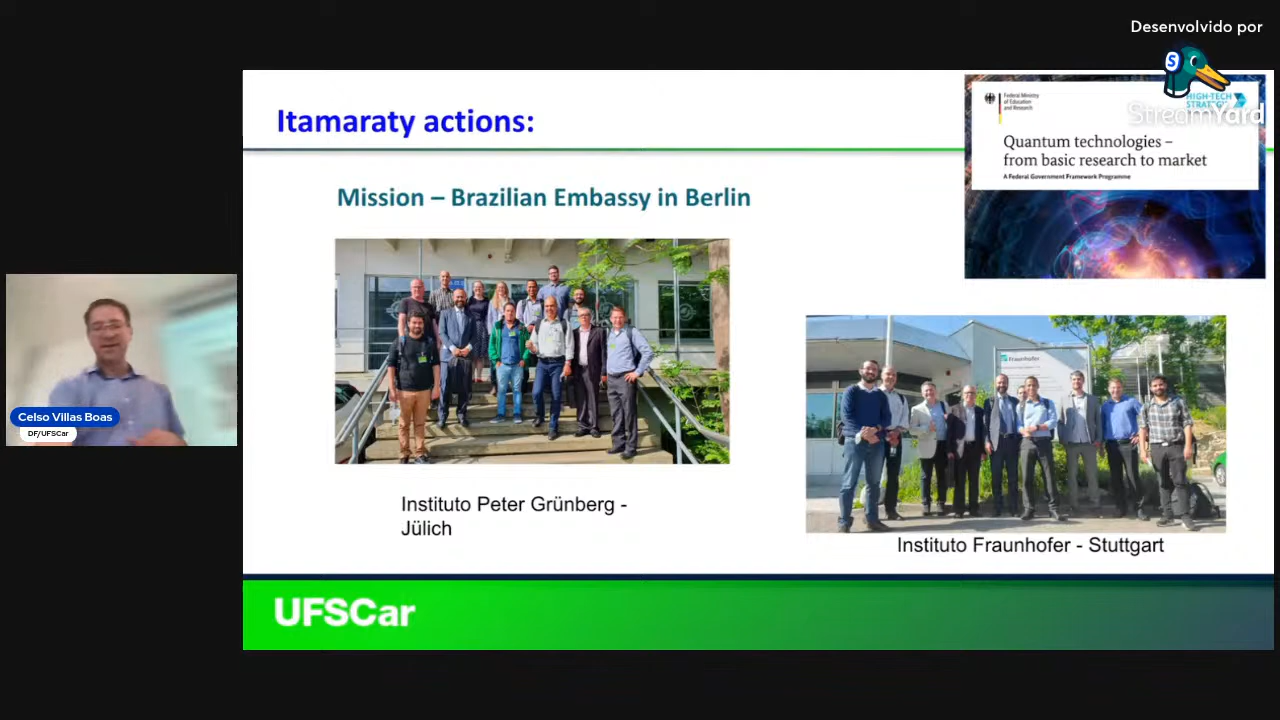 Desenvolvido por
StreamYard
Itamaraty actions:
Federal Ministry
of Education
and Research
HIGH-TECH
Quantum technologies –
from basic research to market
A Federal Government Framework Programme
Mission – Brazilian Embassy in Berlin
Fraunhofer
Celso Villas Boas
DF/UFSCar
Instituto Peter Grünberg -
Jülich
Instituto Fraunhofer - Stuttgart
UFSCar